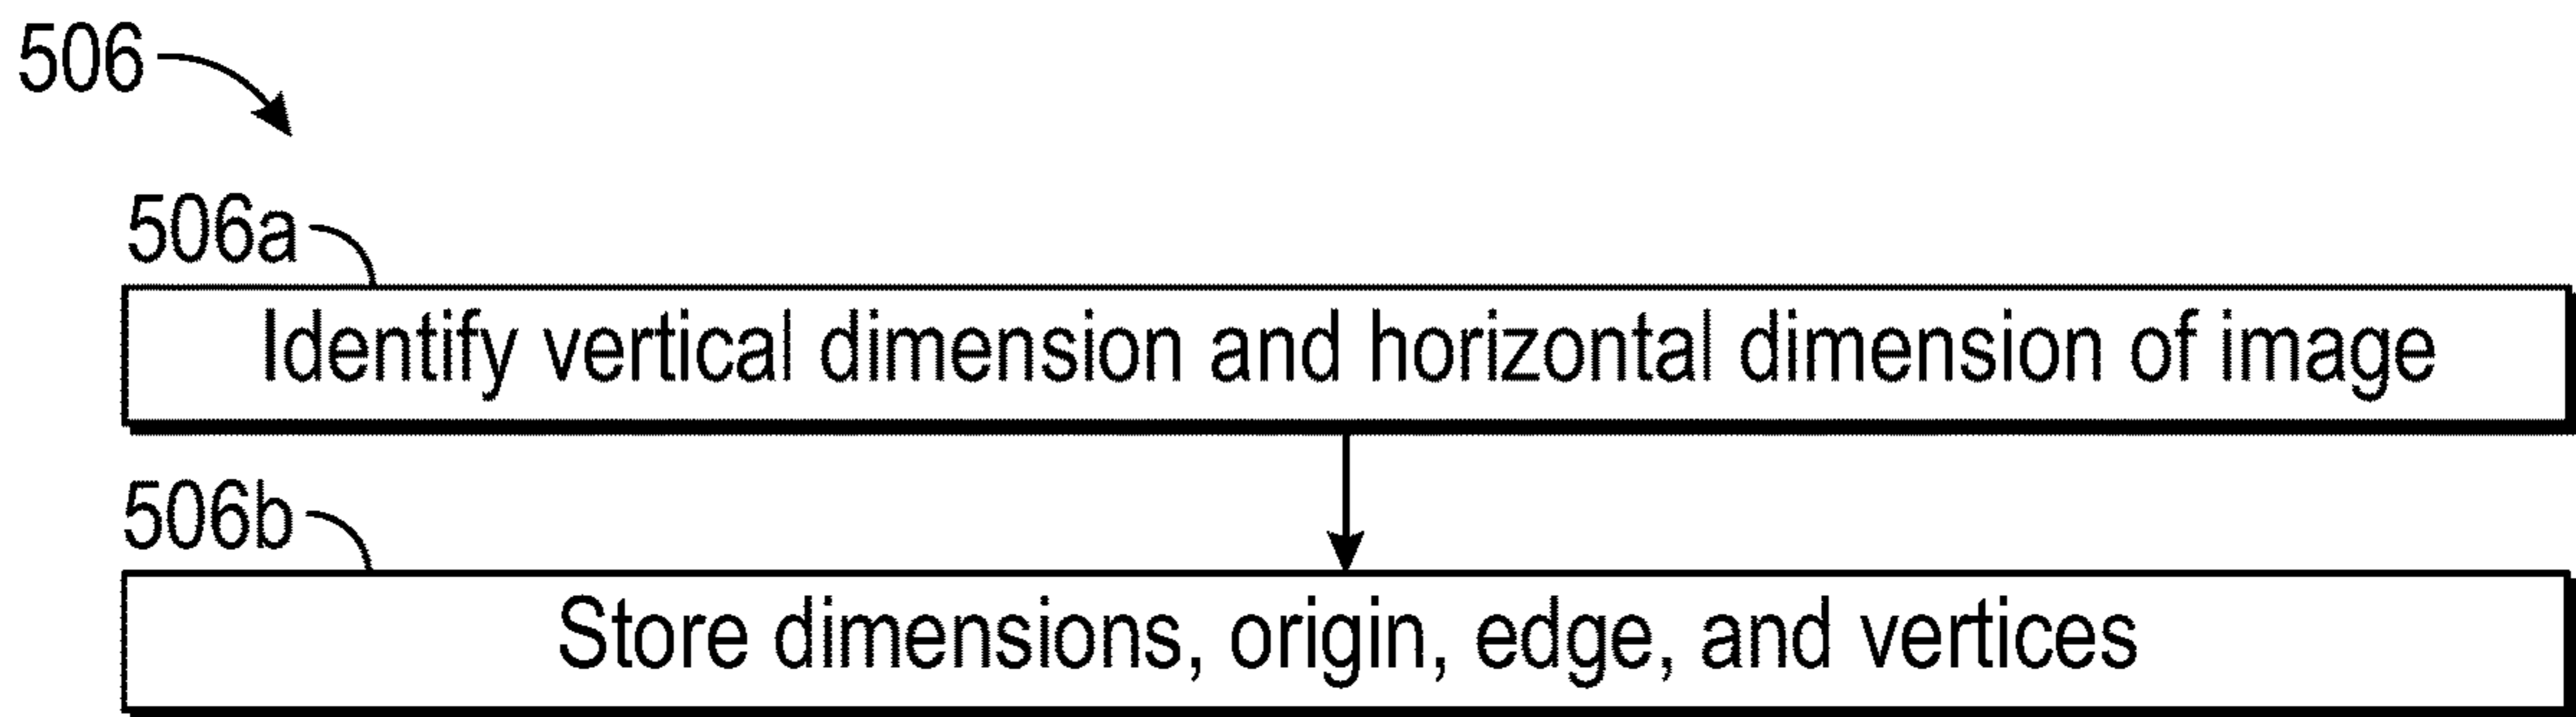 506
506a
Identify vertical dimension and horizontal dimension of image
506b
Store dimensions, origin, edge, and vertices